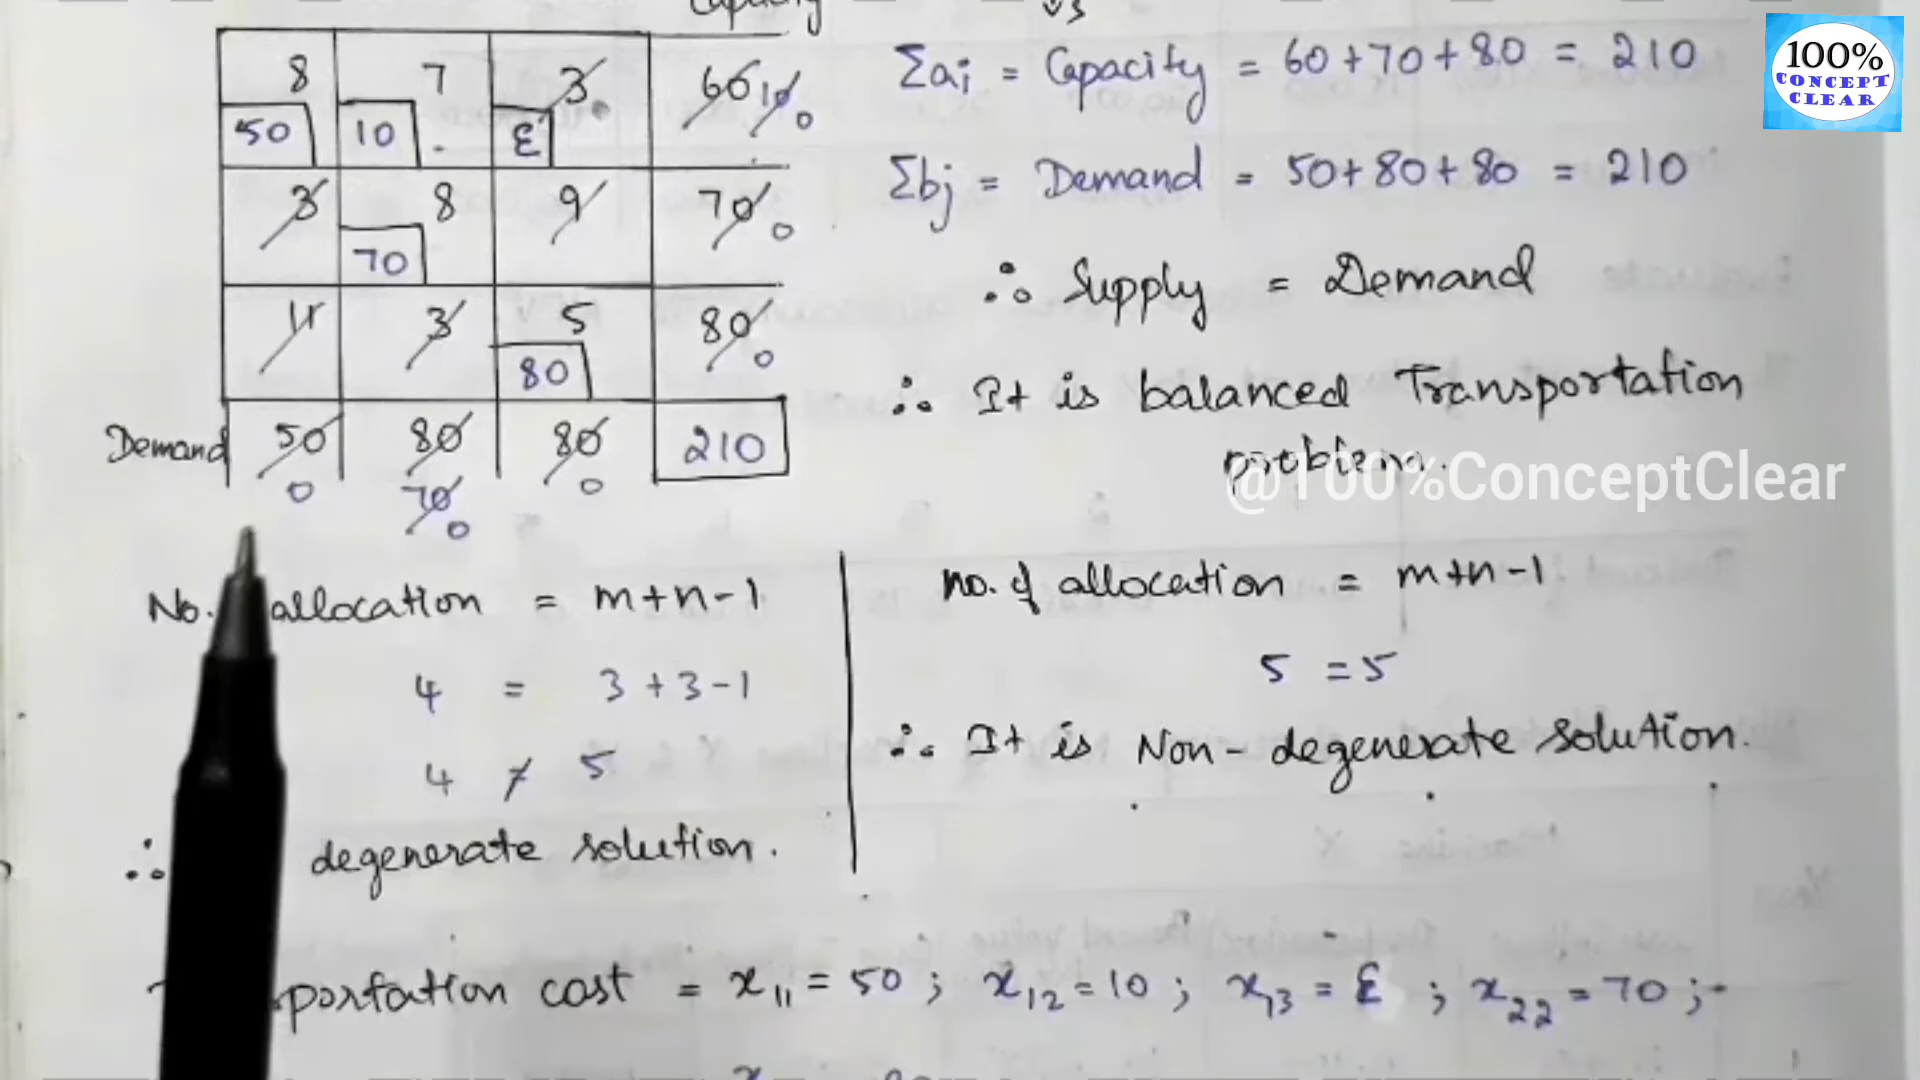 Capacity
8 7 3 60 10 0
50 10 ε
3 8 9 70 0
70
11 3 5 80 0
80
Demand 50 80 80 210
0 70 0
0
Σai = Capacity = 60+70+80 = 210
Σbj = Demand = 50+80+80 = 210
∴ Supply = Demand
∴ It is balanced Transportation
problem.
@100%ConceptClear
100%
CONCEPT
CLEAR
No. allocation = m+n-1
4 = 3+3-1
4 ≠ 5
∴ degenerate solution.
no. of allocation = m+n-1
5 = 5
∴ It is Non-degenerate solution.
cost = x11 = 50 ; x12 = 10 ; x13 = ε ; x22 = 70 ;